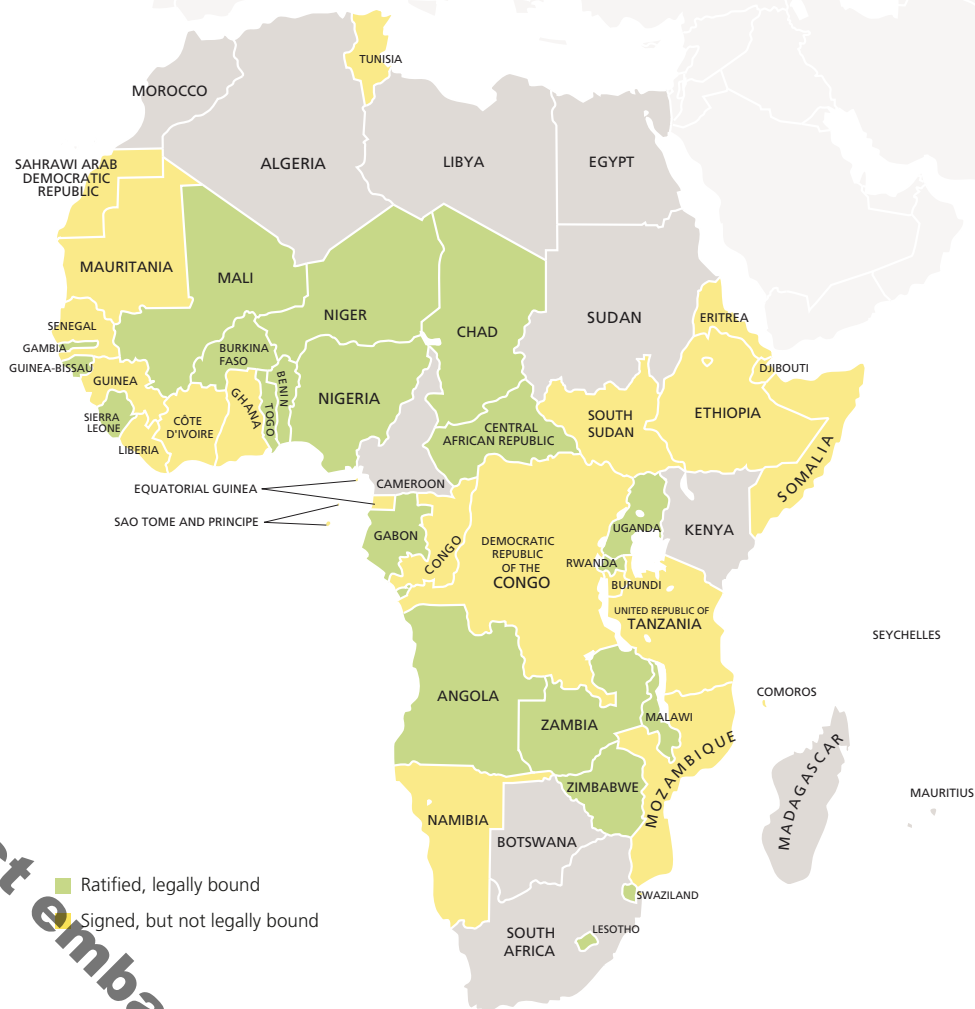 TUNISIA
MOROCCO
ALGERIA
LIBYA
EGYPT
SAHRAWI ARAB
DEMOCRATIC
REPUBLIC
MAURITANIA
MALI
NIGER
CHAD
SUDAN
ERITREA
SENEGAL
GAMBIA
GUINEA-BISSAU
GUINEA
BURKINA
FASO
BENIN
NIGERIA
DJIBOUTI
SIERRA
LEONE
CÔTE
D'IVOIRE
GHANA
TOGO
LIBERIA
CENTRAL
AFRICAN REPUBLIC
SOUTH
SUDAN
ETHIOPIA
SOMALIA
EQUATORIAL GUINEA
CAMEROON
SAO TOME AND PRINCIPE
GABON
CONGO
DEMOCRATIC
REPUBLIC
OF THE
CONGO
UGANDA
KENYA
RWANDA
BURUNDI
UNITED REPUBLIC OF
TANZANIA
SEYCHELLES
COMOROS
ANGOLA
ZAMBIA
MALAWI
MOZAMBIQUE
MADAGASCAR
MAURITIUS
ZIMBABWE
NAMIBIA
BOTSWANA
SWAZILAND
LESOTHO
SOUTH
AFRICA
Ratified, legally bound
Signed, but not legally bound